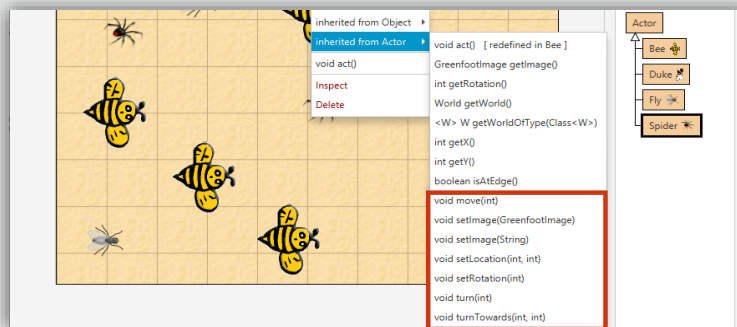 inherited from Object
inherited from Actor
void act()
Inspect
Delete
void act() [ redefined in Bee ]
GreenfootImage getImage()
int getRotation()
World getWorld()
<W> W getWorldOfType(Class<W>)
int getX()
int getY()
boolean isAtEdge()
void move(int)
void setImage(GreenfootImage)
void setImage(String)
void setLocation(int, int)
void setRotation(int)
void turn(int)
void turnTowards(int, int)
Actor
Bee
Duke
Fly
Spider